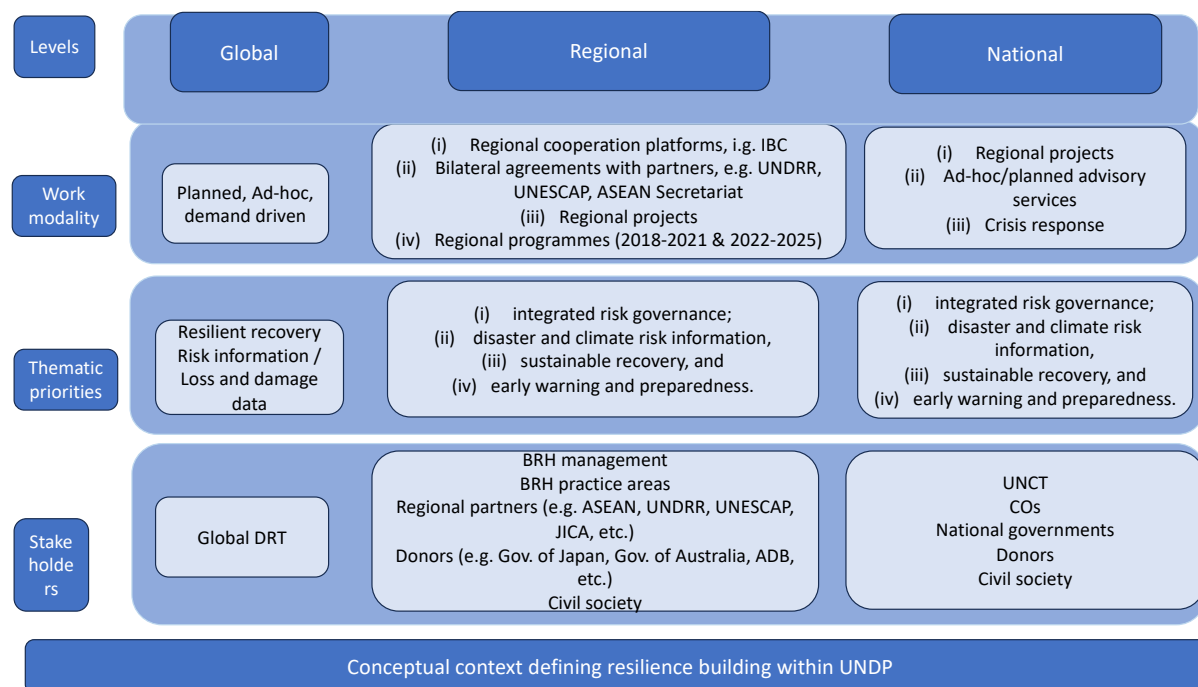 Levels
Global
Regional
National
Work
modality
Planned, Ad-hoc,
demand driven
(i) Regional cooperation platforms, i.g. IBC
(ii) Bilateral agreements with partners, e.g. UNDRR,
UNESCAP, ASEAN Secretariat
(iii) Regional projects
(iv) Regional programmes (2018-2021 & 2022-2025)
(i) Regional projects
(ii) Ad-hoc/planned advisory
services
(iii) Crisis response
Thematic
priorities
Resilient recovery
Risk information /
Loss and damage
data
(i) integrated risk governance;
(ii) disaster and climate risk information,
(iii) sustainable recovery, and
(iv) early warning and preparedness.
(i) integrated risk governance;
(ii) disaster and climate risk
information,
(iii) sustainable recovery, and
(iv) early warning and preparedness.
Stake
holde
rs
Global DRT
BRH management
BRH practice areas
Regional partners (e.g. ASEAN, UNDRR, UNESCAP,
JICA, etc.)
Donors (e.g. Gov. of Japan, Gov. of Australia, ADB,
etc.)
Civil society
UNCT
COs
National governments
Donors
Civil society
Conceptual context defining resilience building within UNDP